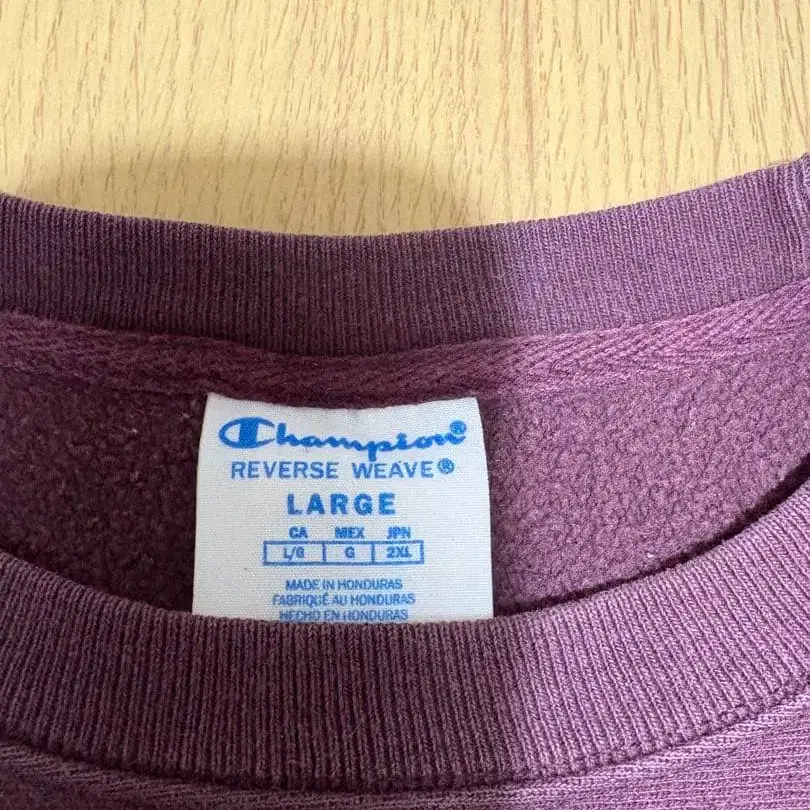 Champion®
REVERSE WEAVE®
LARGE
CA MEX JPN
L/G G 2XL
MADE IN HONDURAS
FABRIQUÉ AU HONDURAS
HECHO EN HONDURAS